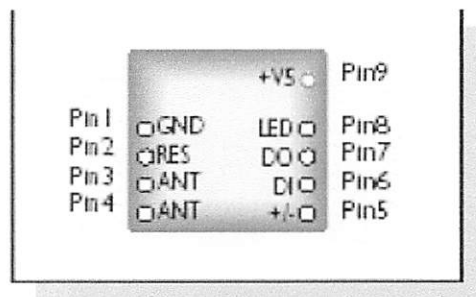 +V5 Pin9
Pin1 GND LED Pin8
Pin2 RES DO Pin7
Pin3 ANT DI Pin6
Pin4 ANT +/- Pin5